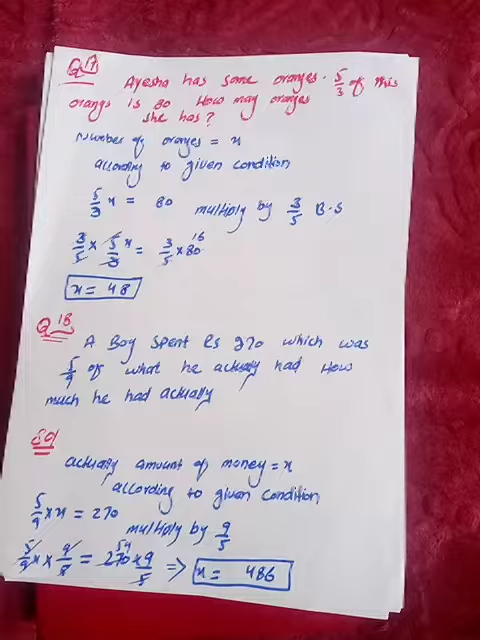 Q 17
Ayesha has some oranges. 5/3 of this
orangs is 80 How may oranges
she has?
Number of oranges = x
according to given condition
5/3 x = 80 multiply by 3/5 B.S
3/5 × 5/3 x = 3/5 × 80 16
x = 48
Q 18
A Boy spent Rs 270 which was
5/9 of what he actually had How
much he had actually
Sol
actually amount of money = x
according to given condition
5/9 × x = 270
multiply by 9/5
5/9 x × 9/5 = 270 54 × 9/5 => x = 486